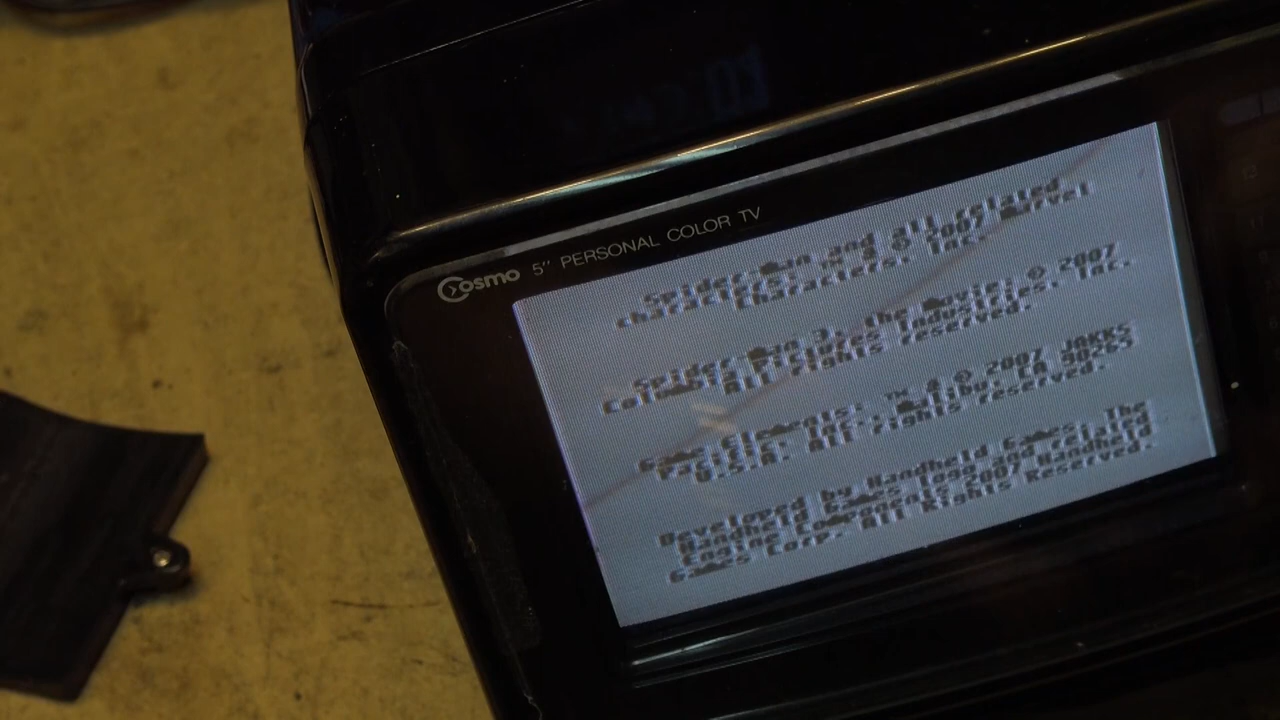 Cosmo 5" PERSONAL COLOR TV
Spider-Man and all related
characters: ™ & © 2007 Marvel
Characters, Inc.
Spider-Man 3, the Movie: © 2007
Columbia Pictures Industries, Inc.
All rights reserved.
Game Elements: ™ & © 2007 JAKKS
Pacific, Inc., Malibu, CA 90265
U.S.A. All rights reserved.
Developed by Handheld Games. The
Handheld Games logo and related
Engine Components 2007 Handheld
Games Corp. All Rights Reserved.